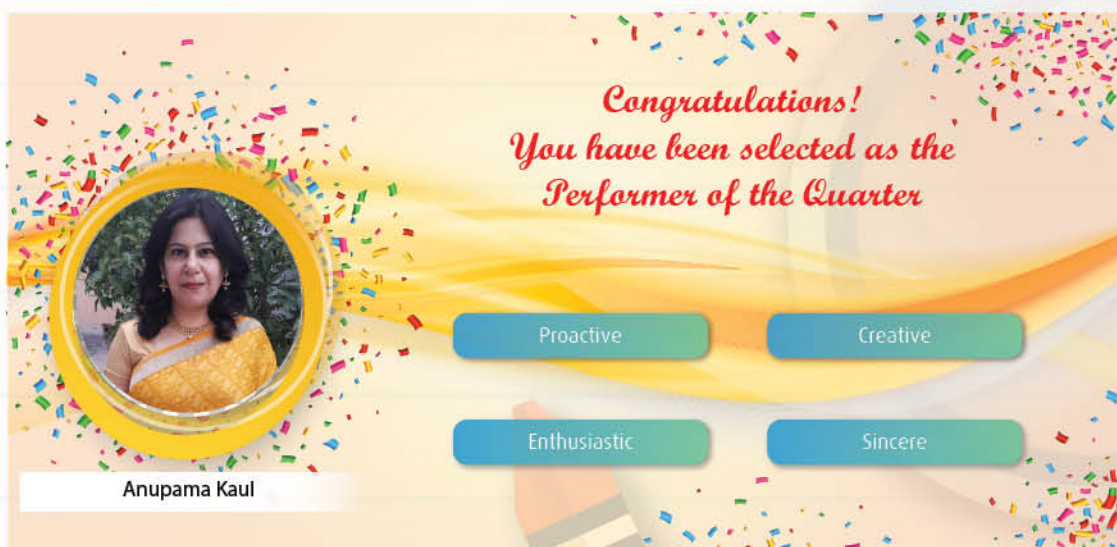 Congratulations!
You have been selected as the
Performer of the Quarter
Proactive
Creative
Enthusiastic
Sincere
Anupama Kaul